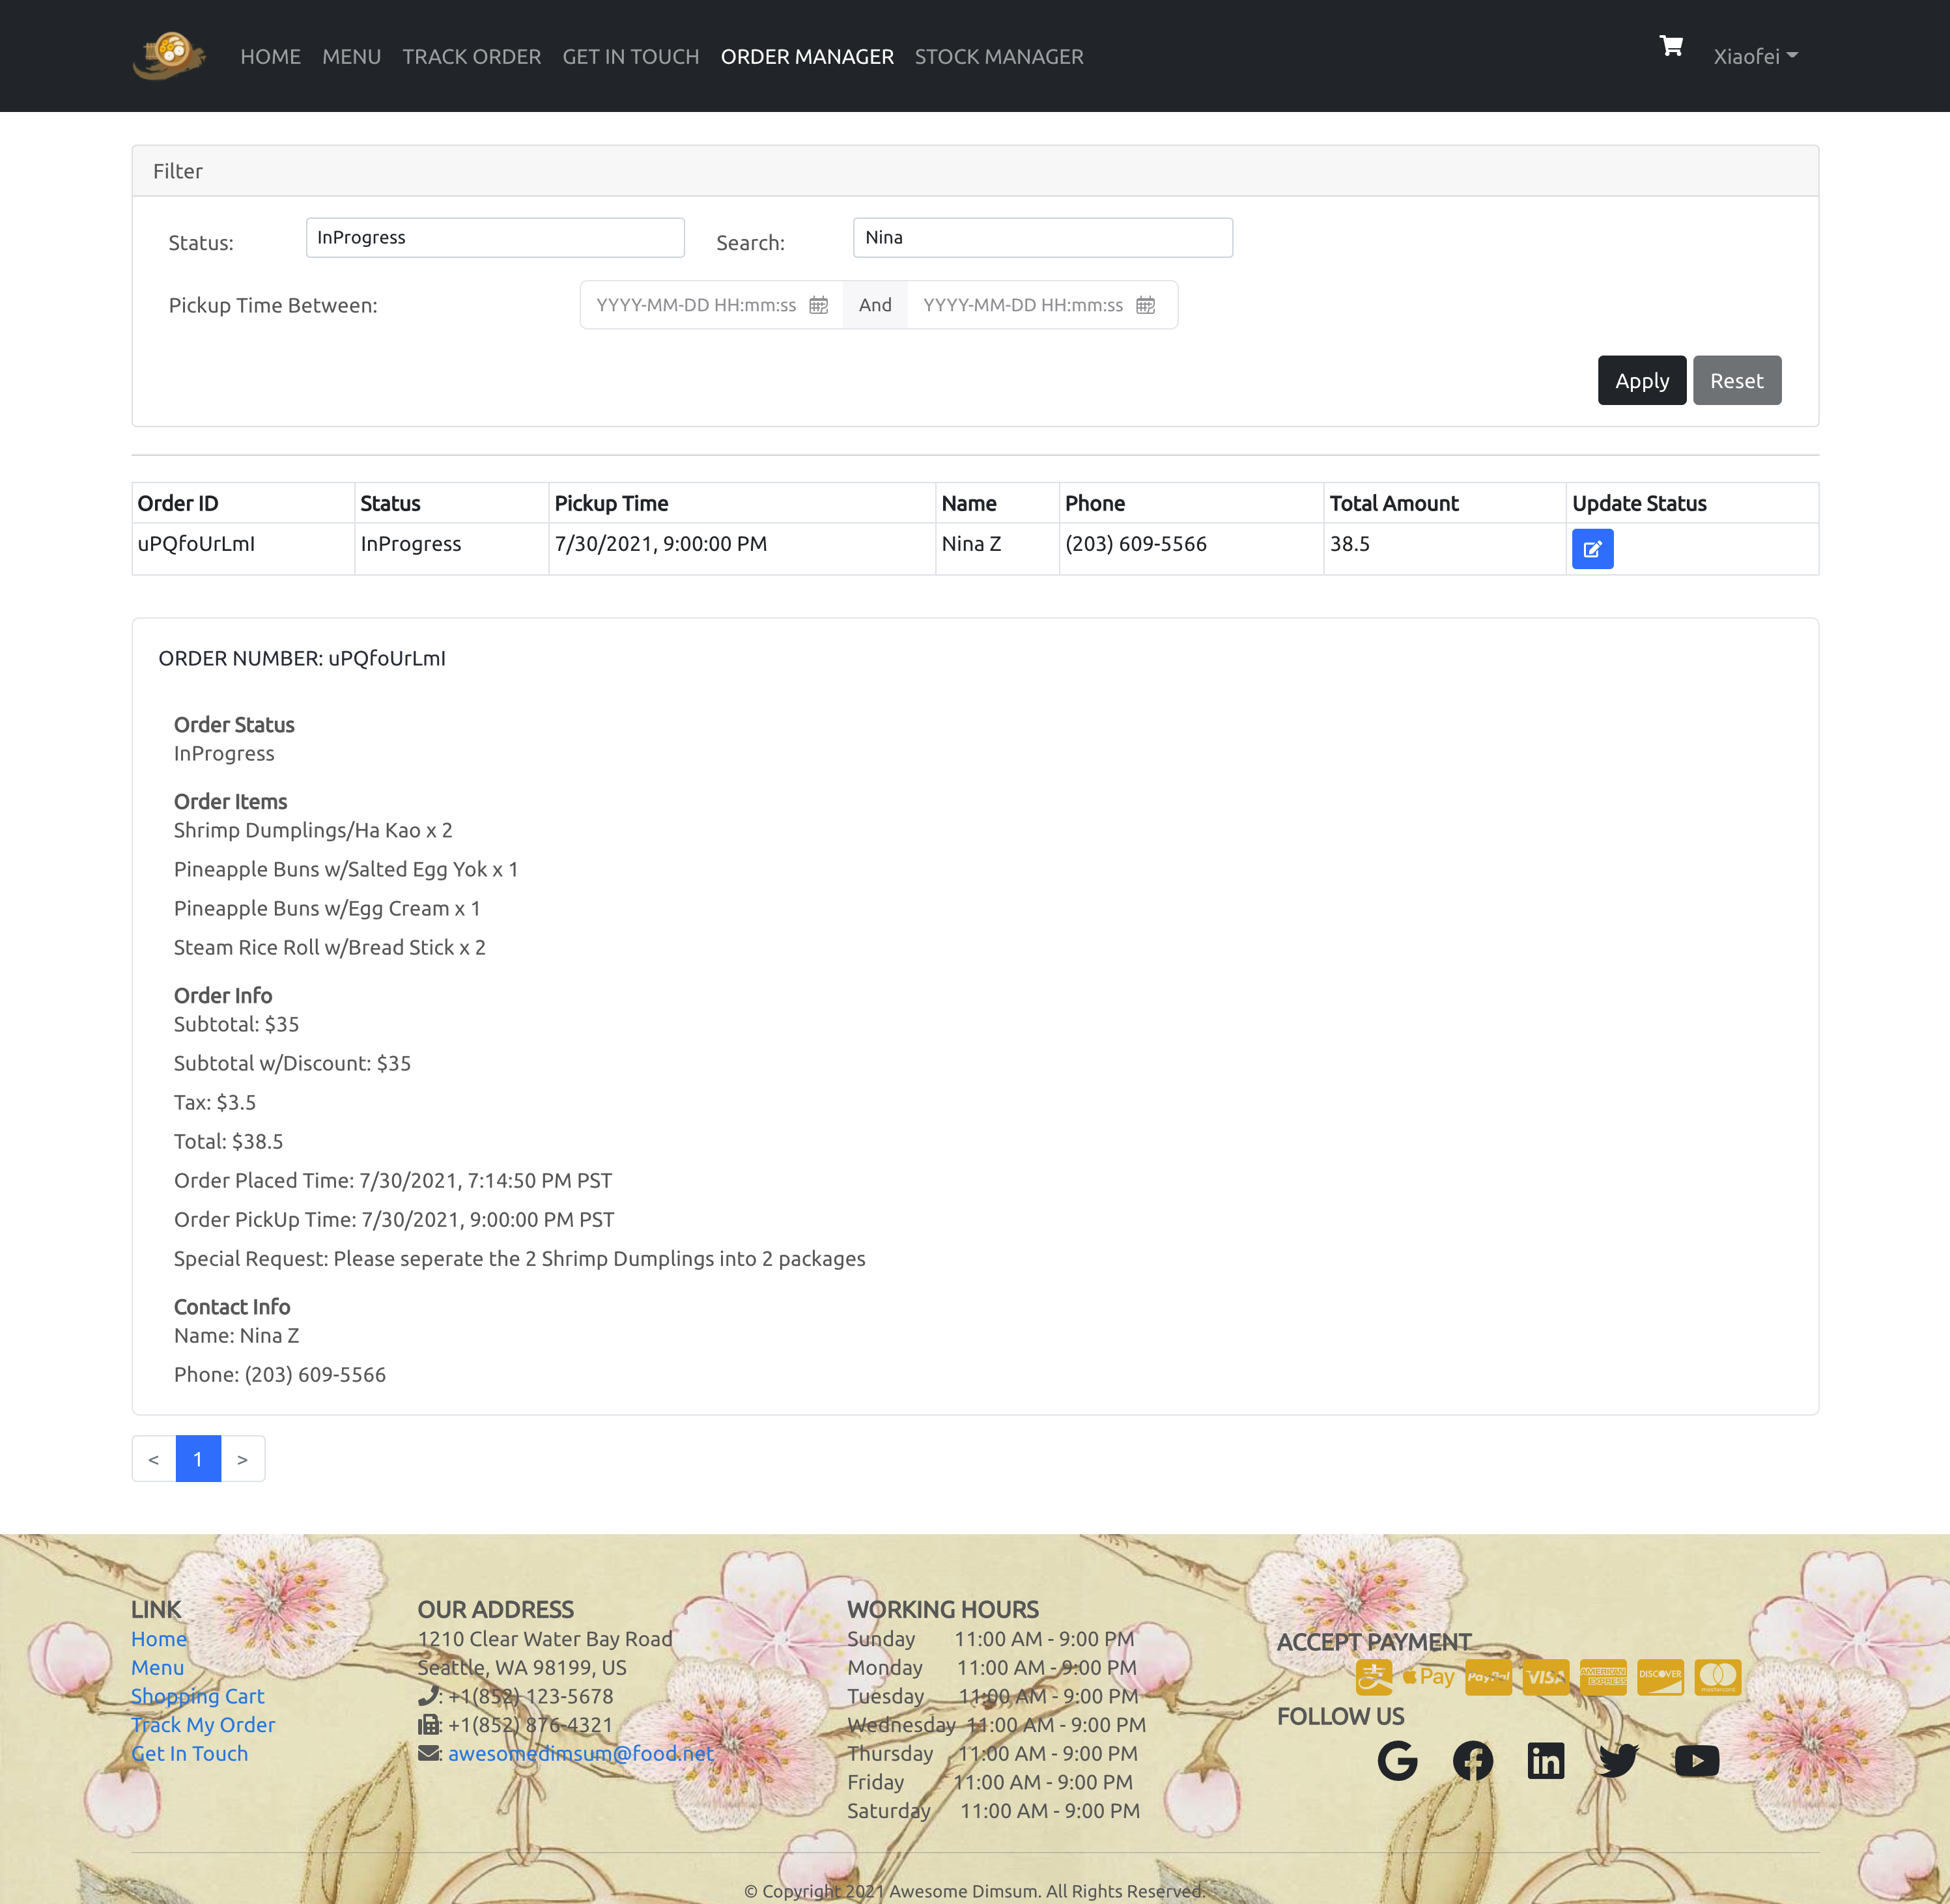 HOME MENU TRACK ORDER GET IN TOUCH ORDER MANAGER STOCK MANAGER Xiaofei
Filter
Status: InProgress Search: Nina
Pickup Time Between: YYYY-MM-DD HH:mm:ss And YYYY-MM-DD HH:mm:ss
Apply Reset
Order ID Status Pickup Time Name Phone Total Amount Update Status
uPQfoUrLmI InProgress 7/30/2021, 9:00:00 PM Nina Z (203) 609-5566 38.5
ORDER NUMBER: uPQfoUrLmI
Order Status
InProgress
Order Items
Shrimp Dumplings/Ha Kao x 2
Pineapple Buns w/Salted Egg Yok x 1
Pineapple Buns w/Egg Cream x 1
Steam Rice Roll w/Bread Stick x 2
Order Info
Subtotal: $35
Subtotal w/Discount: $35
Tax: $3.5
Total: $38.5
Order Placed Time: 7/30/2021, 7:14:50 PM PST
Order PickUp Time: 7/30/2021, 9:00:00 PM PST
Special Request: Please seperate the 2 Shrimp Dumplings into 2 packages
Contact Info
Name: Nina Z
Phone: (203) 609-5566
< 1 >
LINK
Home
Menu
Shopping Cart
Track My Order
Get In Touch
OUR ADDRESS
1210 Clear Water Bay Road
Seattle, WA 98199, US
: +1(852) 123-5678
: +1(852) 876-4321
: awesomedimsum@food.net
WORKING HOURS
Sunday 11:00 AM - 9:00 PM
Monday 11:00 AM - 9:00 PM
Tuesday 11:00 AM - 9:00 PM
Wednesday 11:00 AM - 9:00 PM
Thursday 11:00 AM - 9:00 PM
Friday 11:00 AM - 9:00 PM
Saturday 11:00 AM - 9:00 PM
ACCEPT PAYMENT
支 Pay PayPal VISA AMERICAN EXPRESS DISCOVER mastercard
FOLLOW US
© Copyright 2021 Awesome Dimsum. All Rights Reserved.